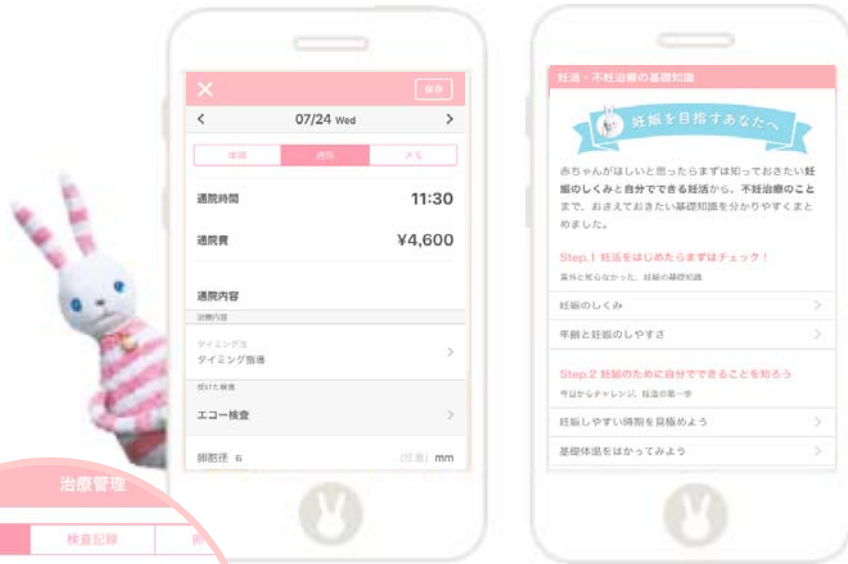 保存
07/24 Wed
体調 通院 メモ
通院時間 11:30
通院費 ¥4,600
通院内容
治療内容
タイミング法
タイミング指導
受けた検査
エコー検査
卵胞径 右 (任意) mm
治療管理
検査記録
妊活・不妊治療の基礎知識
妊娠を目指すあなたへ
赤ちゃんがほしいと思ったらまずは知っておきたい妊
娠のしくみと自分でできる妊活から、不妊治療のこと
まで、おさえておきたい基礎知識を分かりやすくまと
めました。
Step.1 妊活をはじめたらまずはチェック！
意外と知らなかった、妊娠の基礎知識
妊娠のしくみ
年齢と妊娠のしやすさ
Step.2 妊娠のために自分でできることを知ろう
今日からチャレンジ、妊活の第一歩
妊娠しやすい時期を見極めよう
基礎体温をはかってみよう